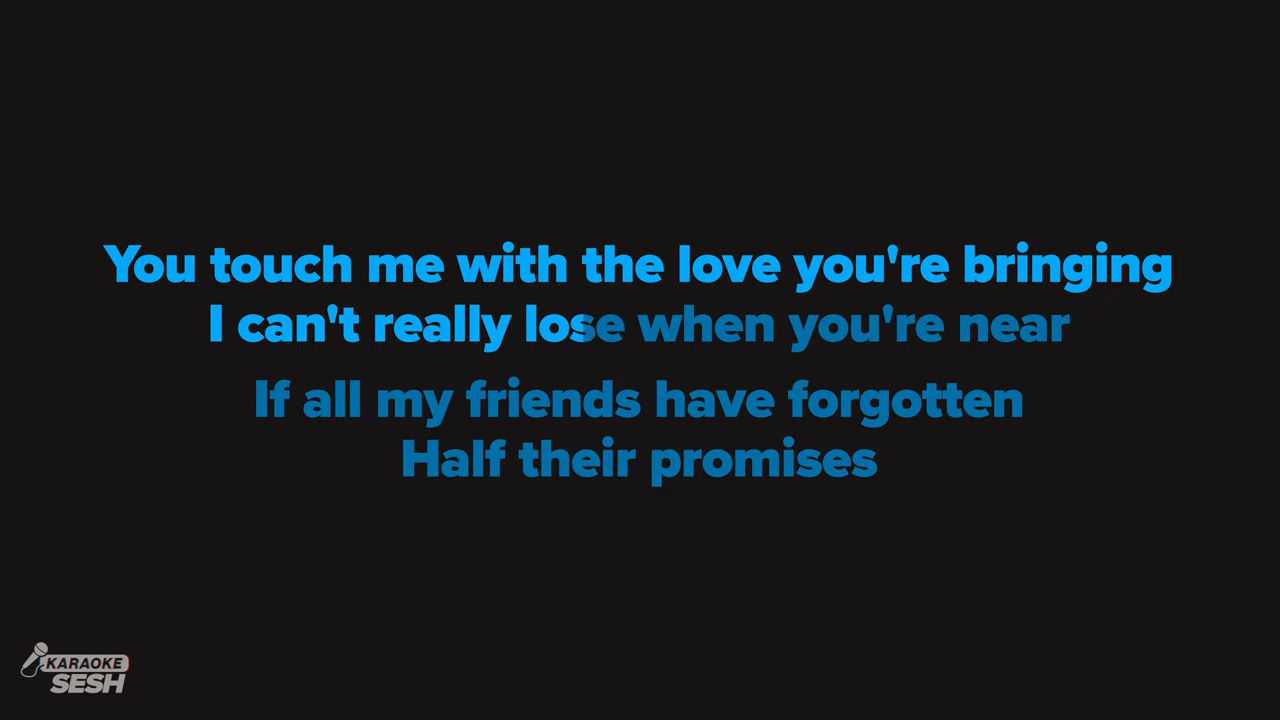 You touch me with the love you're bringing
I can't really lose when you're near
If all my friends have forgotten
Half their promises
KARAOKE
SESH